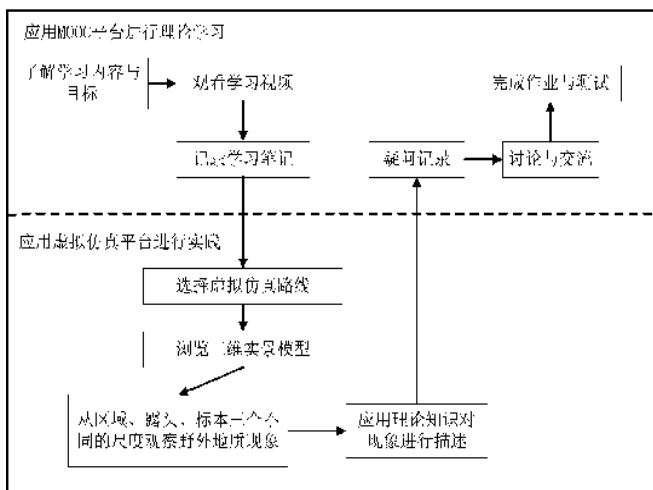 应用MOOC平台进行理论学习
了解学习内容与
目标
观看学习视频
完成作业与测试
记录学习笔记
疑问记录
讨论与交流
应用虚拟仿真平台进行实践
选择虚拟仿真路线
浏览三维实景模型
从区域、露头、标本三个不
同的尺度观察野外地质现象
应用理论知识对
现象进行描述